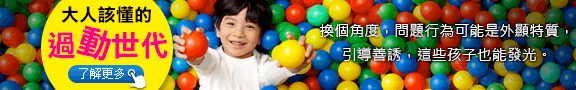 大人該懂的
過動世代
了解更多
換個角度，問題行為可能是外顯特質，
引導善誘，這些孩子也能發光。